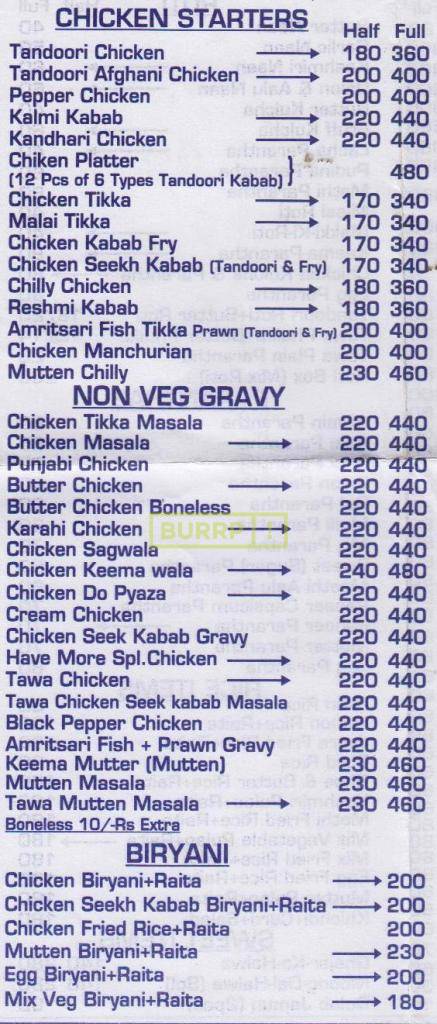 CHICKEN STARTERS
Half Full
Tandoori Chicken 180 360
Tandoori Afghani Chicken 200 400
Pepper Chicken 200 400
Kalmi Kabab 220 440
Kandhari Chicken 220 440
Chiken Platter
(12 Pcs of 6 Types Tandoori Kabab) 480
Chicken Tikka 170 340
Malai Tikka 170 340
Chicken Kabab Fry 170 340
Chicken Seekh Kabab (Tandoori & Fry) 170 340
Chilly Chicken 180 360
Reshmi Kabab 180 360
Amritsari Fish Tikka Prawn (Tandoori & Fry) 200 400
Chicken Manchurian 200 400
Mutten Chilly 230 460
NON VEG GRAVY
Chicken Tikka Masala 220 440
Chicken Masala 220 440
Punjabi Chicken 220 440
Butter Chicken 220 440
Butter Chicken Boneless 220 440
Karahi Chicken 220 440
BURRP
Chicken Sagwala 220 440
Chicken Keema wali 240 480
Chicken Do Pyaza 220 440
Cream Chicken 220 440
Chicken Seek Kabab Gravy 220 440
Have More Spl.Chicken 220 440
Tawa Chicken 220 440
Tawa Chicken Seek kabab Masala 220 440
Black Pepper Chicken 220 440
Amritsari Fish + Prawn Gravy 220 440
Keema Mutter (Mutten) 230 460
Mutten Masala 230 460
Tawa Mutten Masala 230 460
Boneless 10/-Rs Extra
BIRYANI
Chicken Biryani+Raita 200
Chicken Seekh Kabab Biryani+Raita 200
Chicken Fried Rice+Raita 200
Mutten Biryani+Raita 230
Egg Biryani+Raita 200
Mix Veg Biryani+Raita 180